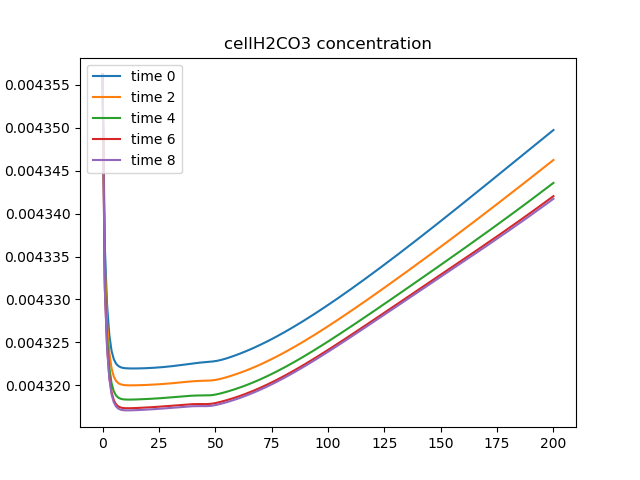 cellH2CO3 concentration
time 0
time 2
time 4
time 6
time 8
0.004355
0.004350
0.004345
0.004340
0.004335
0.004330
0.004325
0.004320
0 25 50 75 100 125 150 175 200